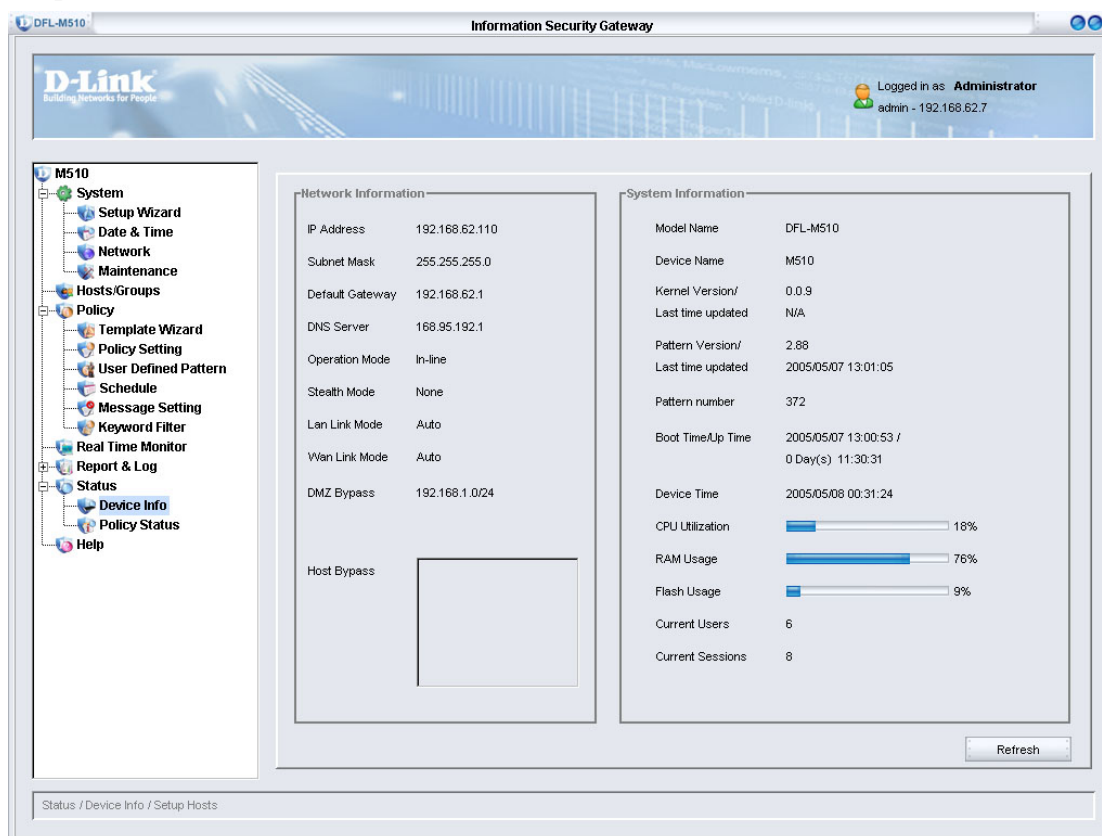 DFL-M510
Information Security Gateway
D-Link
Building Networks for People
Logged in as Administrator
admin - 192.168.62.7
M510
System
Setup Wizard
Date & Time
Network
Maintenance
Hosts/Groups
Policy
Template Wizard
Policy Setting
User Defined Pattern
Schedule
Message Setting
Keyword Filter
Real Time Monitor
Report & Log
Status
Device Info
Policy Status
Help
Network Information
IP Address 192.168.62.110
Subnet Mask 255.255.255.0
Default Gateway 192.168.62.1
DNS Server 168.95.192.1
Operation Mode In-line
Stealth Mode None
Lan Link Mode Auto
Wan Link Mode Auto
DMZ Bypass 192.168.1.0/24
Host Bypass
System Information
Model Name DFL-M510
Device Name M510
Kernel Version/ 0.0.9
Last time updated N/A
Pattern Version/ 2.88
Last time updated 2005/05/07 13:01:05
Pattern number 372
Boot Time/Up Time 2005/05/07 13:00:53 /
0 Day(s) 11:30:31
Device Time 2005/05/08 00:31:24
CPU Utilization 18%
RAM Usage 76%
Flash Usage 9%
Current Users 6
Current Sessions 8
Refresh
Status / Device Info / Setup Hosts